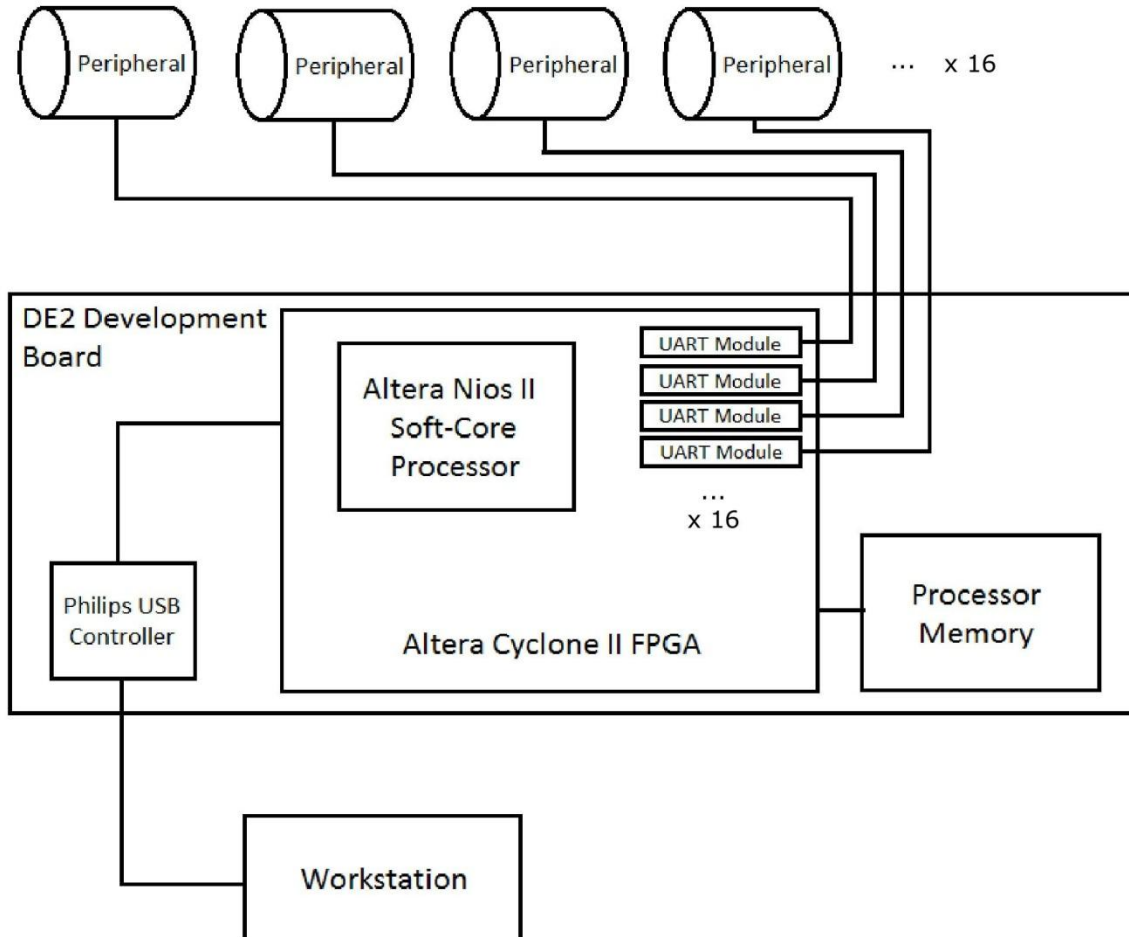 Peripheral
Peripheral
Peripheral
Peripheral
... x 16
DE2 Development
Board
UART Module
UART Module
UART Module
UART Module
...
x 16
Altera Nios II
Soft-Core
Processor
Philips USB
Controller
Altera Cyclone II FPGA
Processor
Memory
Workstation